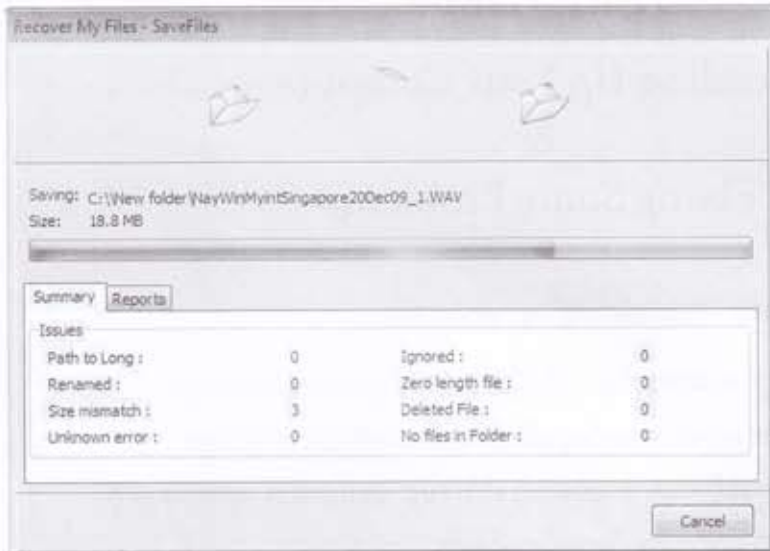 Recover My Files - SaveFiles
Saving: C:\New folder\NayWinMyintSingapore20Dec09_1.WAV
Size: 18.8 MB
Summary Reports
Issues
Path to Long : 0 Ignored : 0
Renamed : 0 Zero length file : 0
Size mismatch : 3 Deleted File : 0
Unknown error : 0 No files in Folder : 0
Cancel